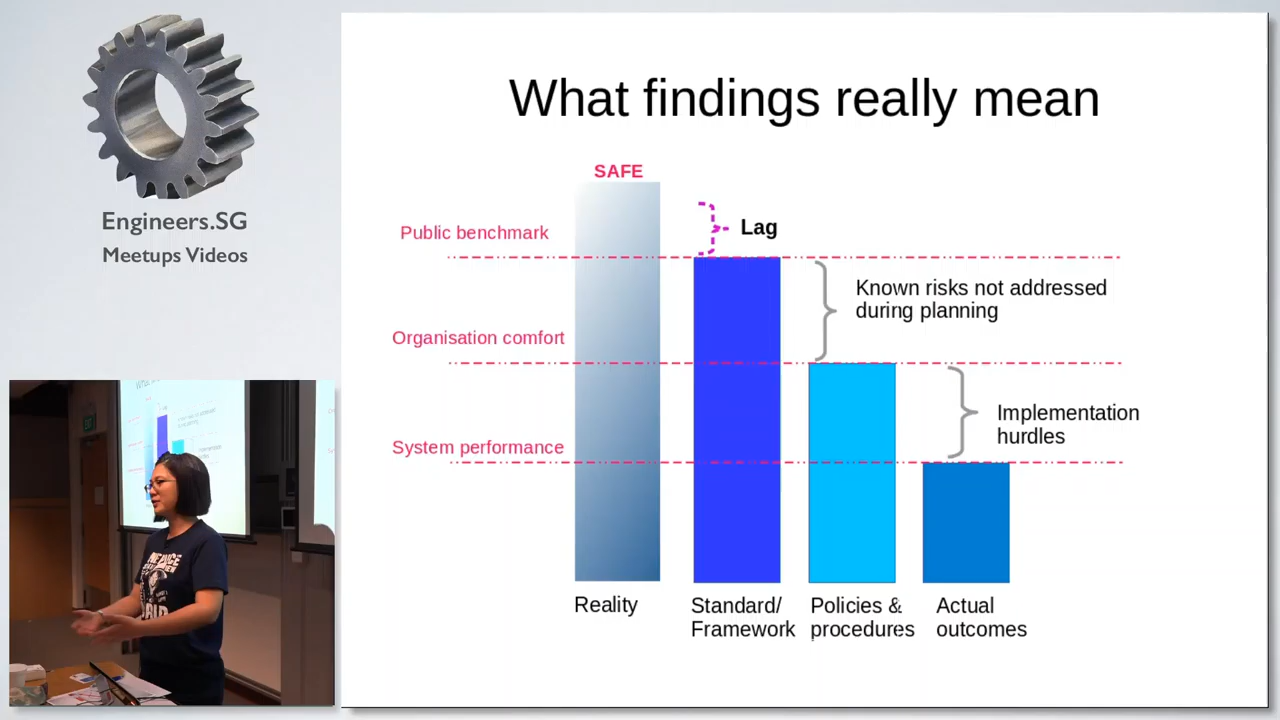 Engineers.SG
Meetups Videos
What findings really mean
SAFE
Public benchmark
Lag
Known risks not addressed
during planning
Organisation comfort
Implementation
hurdles
System performance
Reality
Standard/
Framework
Policies &
procedures
Actual
outcomes